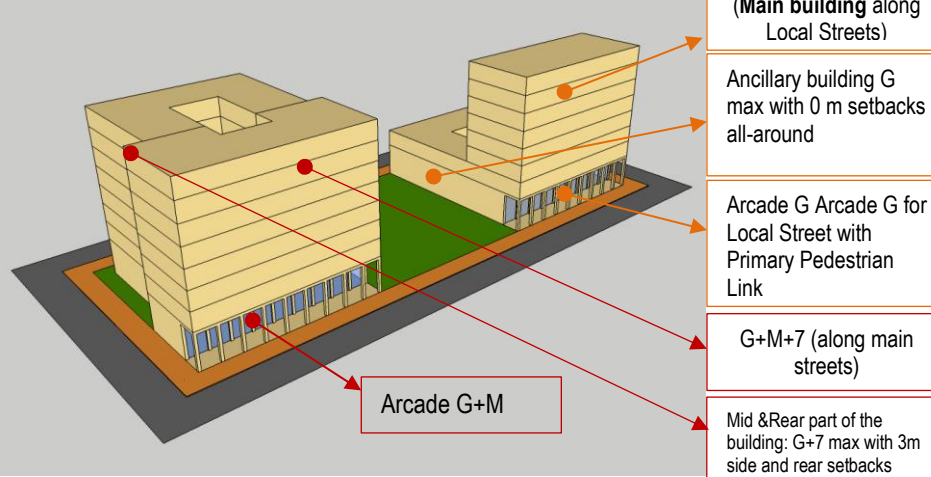 (Main building along
Local Streets)
Ancillary building G
max with 0 m setbacks
all-around
Arcade G Arcade G for
Local Street with
Primary Pedestrian
Link
G+M+7 (along main
streets)
Arcade G+M
Mid &Rear part of the
building: G+7 max with 3m
side and rear setbacks